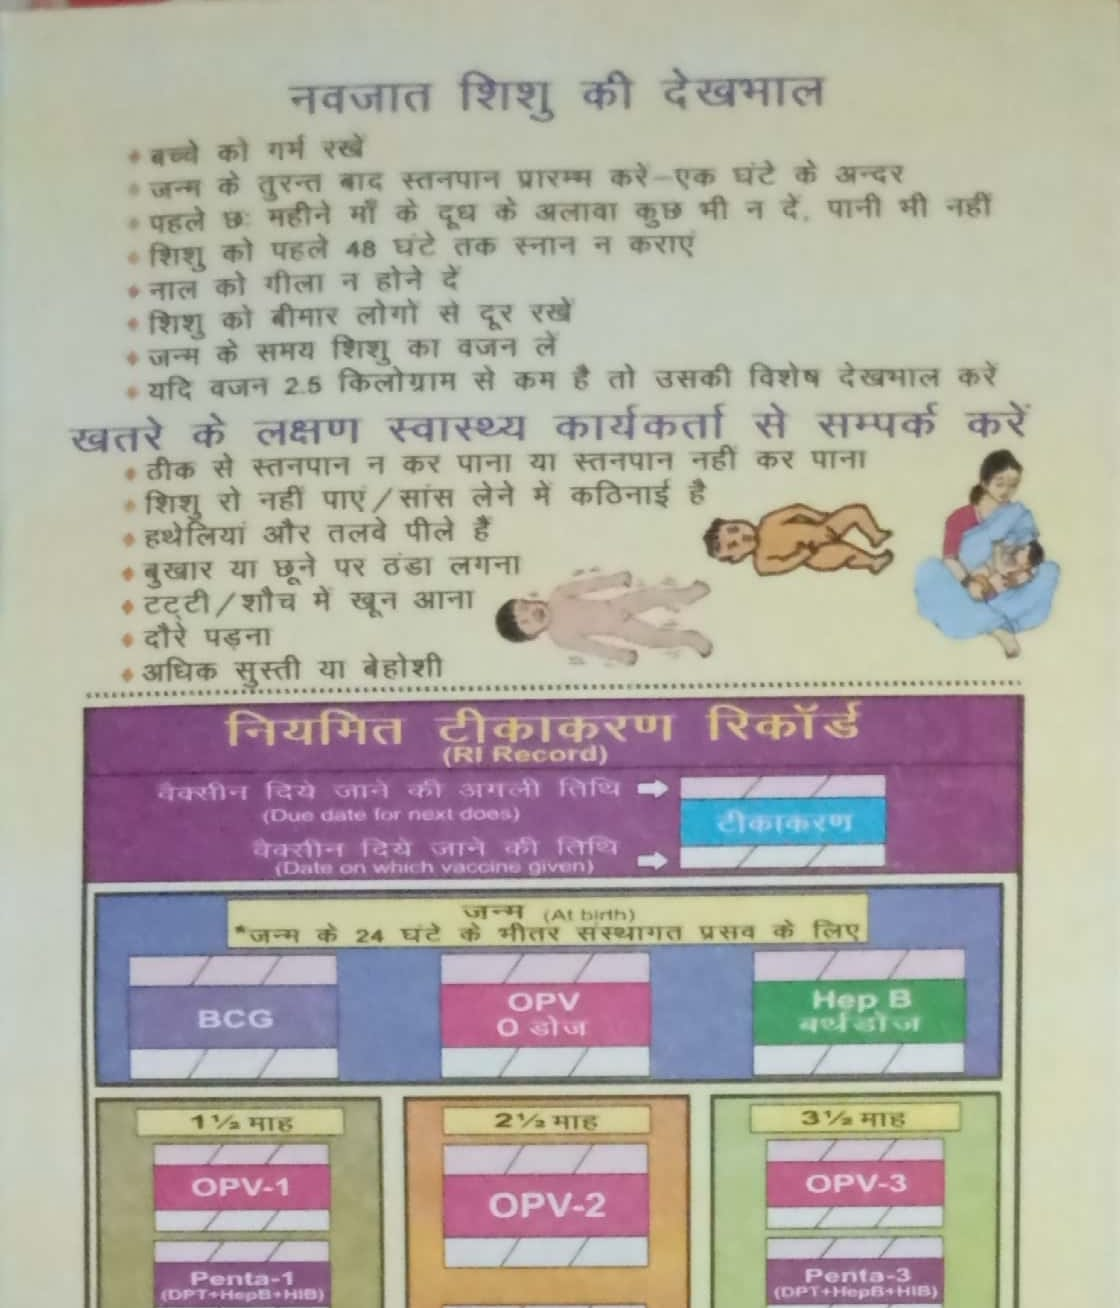 नवजात शिशु की देखभाल
बच्चे को गर्म रखें
जन्म के तुरन्त बाद स्तनपान प्रारम्भ करें–एक घंटे के अन्दर
पहले छः महीने माँ के दूध के अलावा कुछ भी न दें, पानी भी नहीं
शिशु को पहले 48 घंटे तक स्नान न कराएं
नाल को गीला न होने दें
शिशु को बीमार लोगों से दूर रखें
जन्म के समय शिशु का वजन लें
यदि वजन 2.5 किलोग्राम से कम है तो उसकी विशेष देखभाल करें
खतरे के लक्षण स्वास्थ्य कार्यकर्ता से सम्पर्क करें
ठीक से स्तनपान न कर पाना या स्तनपान नहीं कर पाना
शिशु रो नहीं पाएं/सांस लेने में कठिनाई है
हथेलियां और तलवे पीले हैं
बुखार या छूने पर ठंडा लगना
टट्टी/शौच में खून आना
दौरे पड़ना
अधिक सुस्ती या बेहोशी
नियमित टीकाकरण रिकॉर्ड
(RI Record)
वैक्सीन दिये जाने की अगली तिथि
(Due date for next does)
टीकाकरण
वैक्सीन दिये जाने की तिथि
(Date on which vaccine given)
जन्म (At birth)
*जन्म के 24 घंटे के भीतर संस्थागत प्रसव के लिए
BCG
OPV
0 डोज
Hep B
बर्थ डोज
1½ माह
2½ माह
3½ माह
OPV-1
OPV-2
OPV-3
Penta-1
(DPT+HepB+HIB)
Penta-3
(DPT+HepB+HIB)